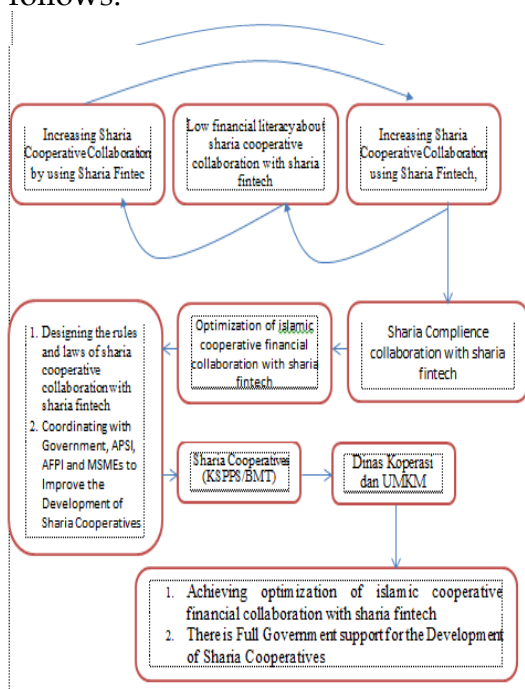 follows:
Increasing Sharia
Cooperative Collaboration
by using Sharia Fintec
Low financial literacy about
sharia cooperative
collaboration with sharia
fintech
Increasing Sharia
Cooperative Collaboration
using Sharia Fintech,
1. Designing the rules
and laws of sharia
cooperative
collaboration with
sharia fintech
2. Coordinating with
Government, APSI,
AFPI and MSMEs to
Improve the
Development of
Sharia Cooperatives
Optimization of islamic
cooperative financial
collaboration with sharia
fintech
Sharia Complience
collaboration with sharia
fintech
Sharia Cooperatives
(KSPPS/BMT)
Dinas Koperasi
dan UMKM
1. Achieving optimization of islamic cooperative
financial collaboration with sharia fintech
2. There is Full Government support for the Development
of Sharia Cooperatives